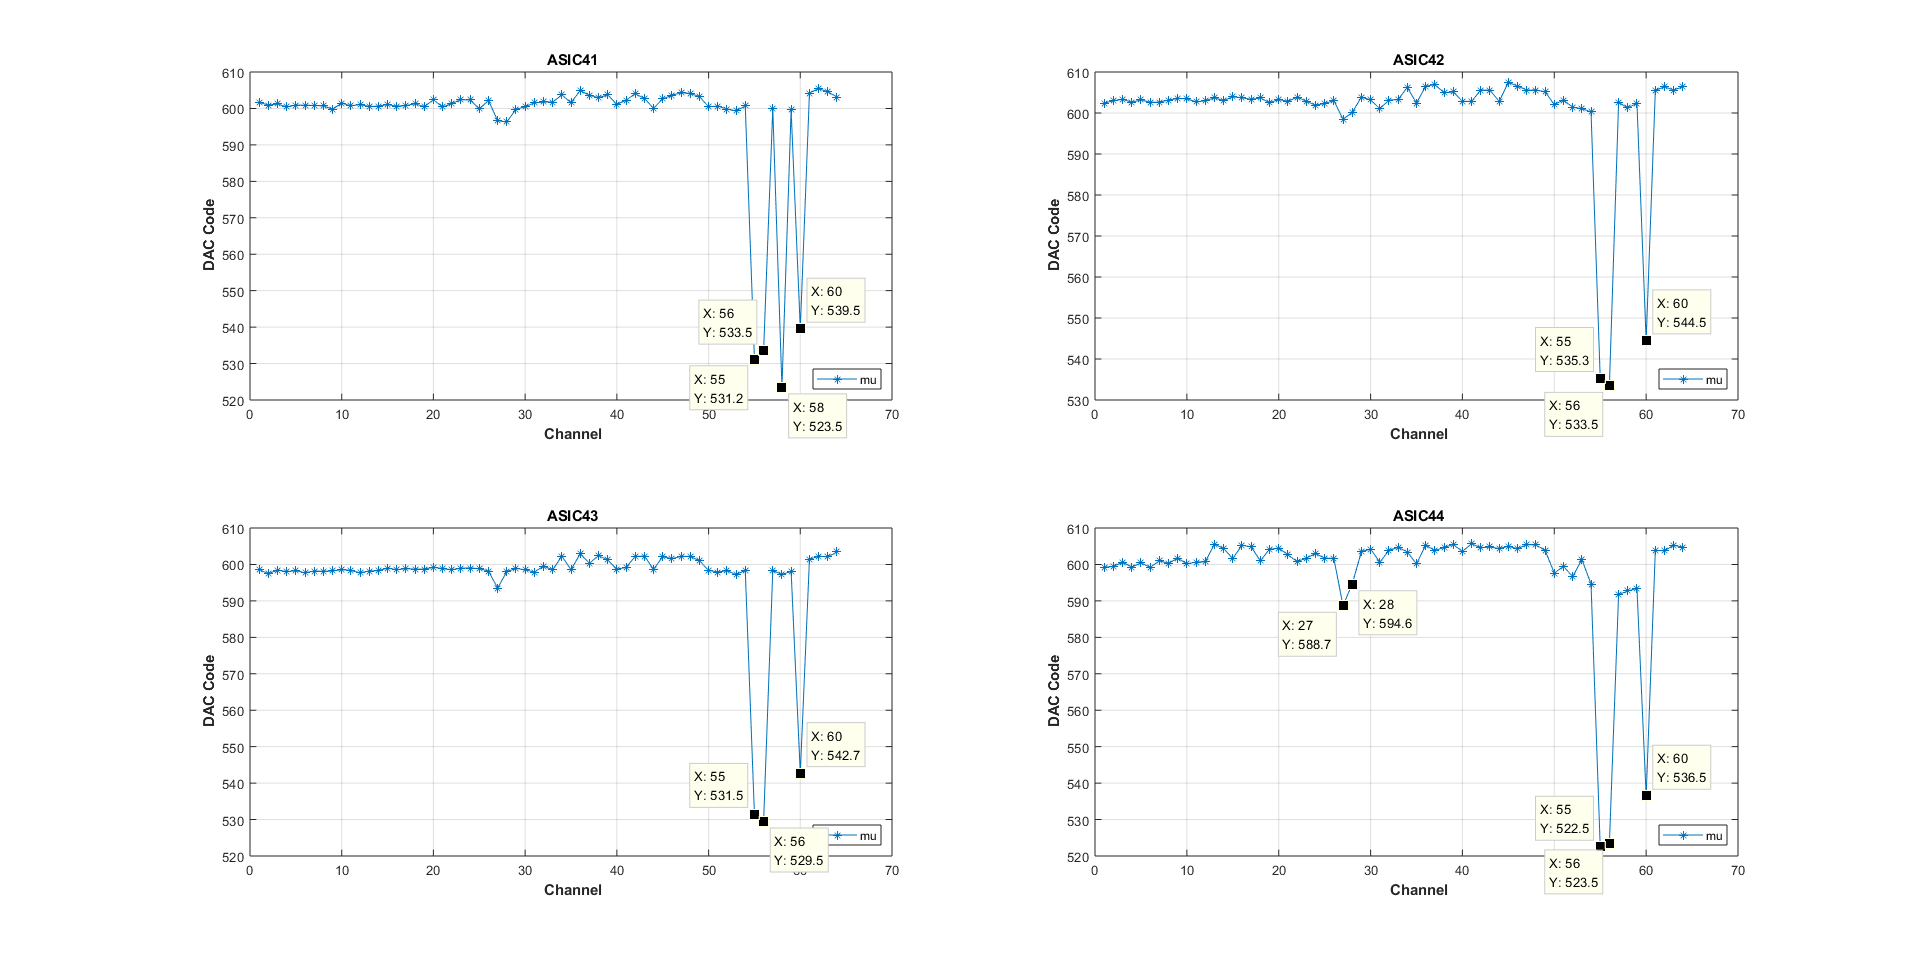 ASIC41
610
600
590
580
570
560
550
540
530
520
DAC Code
X: 60
Y: 539.5
X: 56
Y: 533.5
X: 55
Y: 531.2
X: 58
Y: 523.5
mu
0 10 20 30 40 50 70
Channel
ASIC42
610
600
590
580
570
560
550
540
530
DAC Code
X: 60
Y: 544.5
X: 55
Y: 535.3
X: 56
Y: 533.5
mu
0 10 20 30 40 60 70
Channel
ASIC43
610
600
590
580
570
560
550
540
530
520
DAC Code
X: 60
Y: 542.7
X: 55
Y: 531.5
X: 56
Y: 529.5
mu
0 10 20 30 40 50 70
Channel
ASIC44
610
600
590
580
570
560
550
540
530
520
DAC Code
X: 28
Y: 594.6
X: 27
Y: 588.7
X: 60
Y: 536.5
X: 55
Y: 522.5
X: 56
Y: 523.5
mu
0 10 20 30 40 60 70
Channel